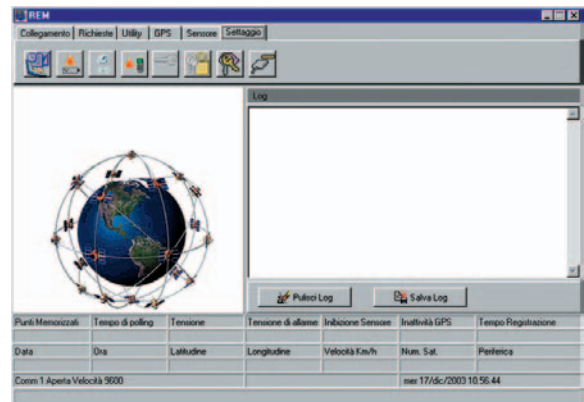 REM
Collegamento Richieste Utility GPS Sensore Settaggio
Log
Pulisci Log Salva Log
Punti Memorizzati Tempo di polling Tensione Tensione di allarme Inibizione Sensore Inattività GPS Tempo Registrazione
Data Ora Latitudine Longitudine Velocità Km/h Num. Sat. Periferica
Comm 1 Aperta Velocità 9600 mer 17/dic/2003 10.56.44